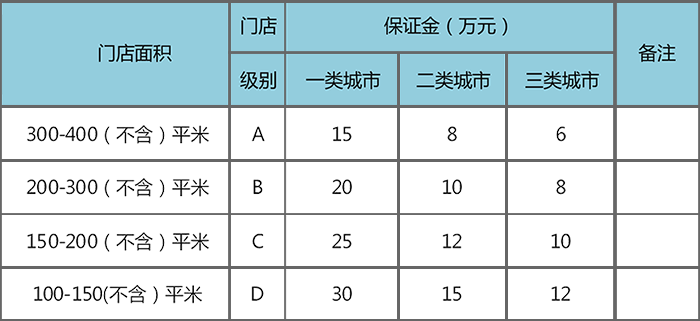 门店面积 门店级别 保证金（万元） 备注
一类城市 二类城市 三类城市
300-400（不含）平米 A 15 8 6
200-300（不含）平米 B 20 10 8
150-200（不含）平米 C 25 12 10
100-150(不含）平米 D 30 15 12